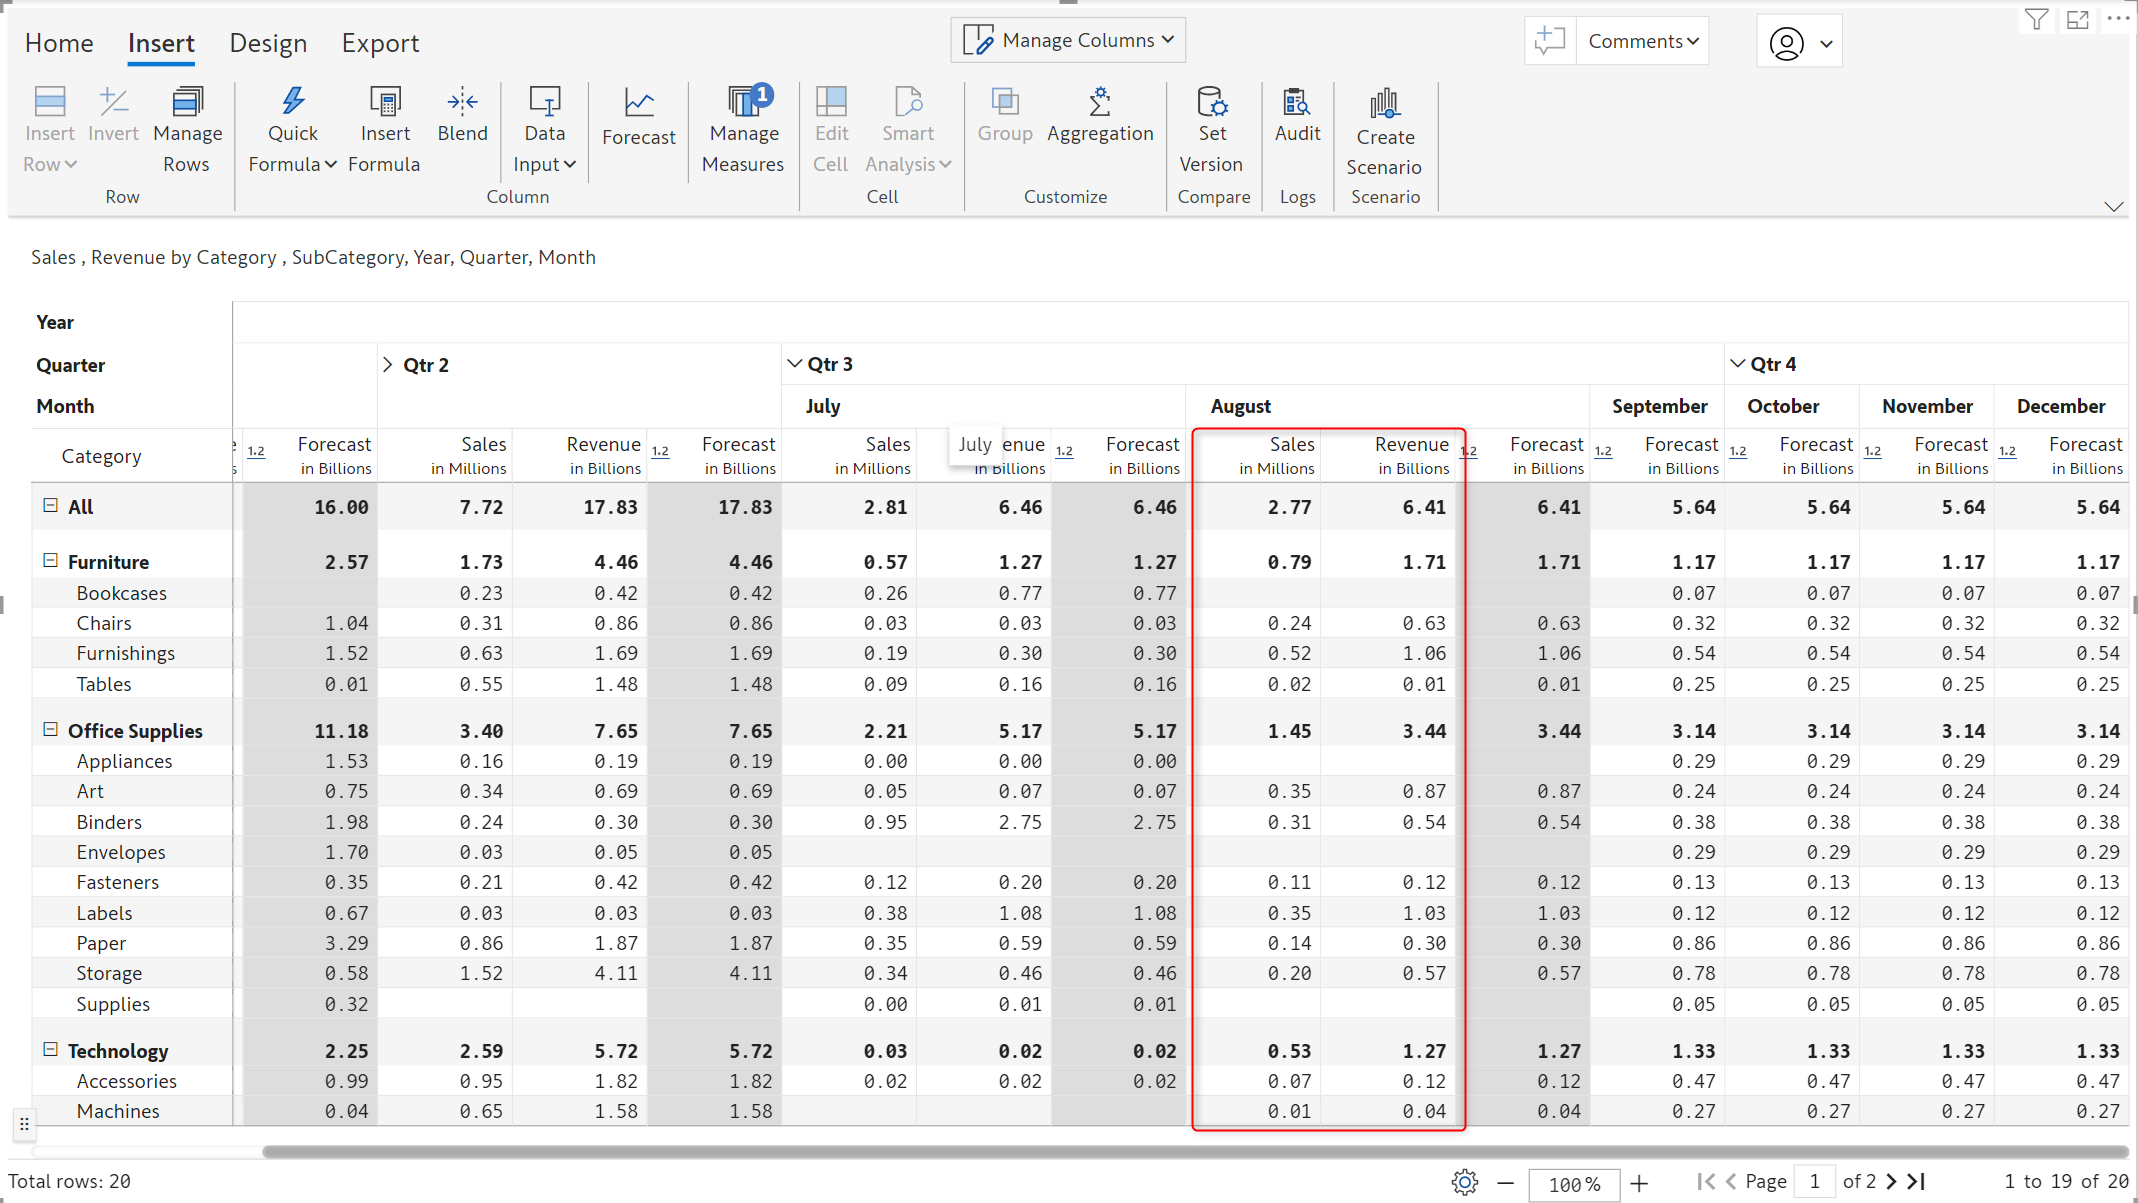 Home Insert Design Export Manage Columns Comments
Insert Row Invert Manage Rows Quick Formula Insert Formula Blend Data Input Forecast Manage Measures 1 Edit Cell Smart Analysis Group Aggregation Set Version Audit Create Scenario
Row Column Cell Customize Compare Logs Scenario
Sales , Revenue by Category , SubCategory, Year, Quarter, Month
Year
Quarter Qtr 2 Qtr 3 Qtr 4
Month July August September October November December
Category 1.2 Forecast Sales Revenue 1.2 Forecast Sales July enue 1.2 Forecast Sales Revenue 1.2 Forecast 1.2 Forecast 1.2 Forecast 1.2 Forecast 1.2 Forecast
in Billions in Millions in Billions in Billions in Millions in Billions in Billions in Millions in Billions in Billions in Billions in Billions in Billions in Billions
All 16.00 7.72 17.83 17.83 2.81 6.46 6.46 2.77 6.41 6.41 5.64 5.64 5.64 5.64
Furniture 2.57 1.73 4.46 4.46 0.57 1.27 1.27 0.79 1.71 1.71 1.17 1.17 1.17 1.17
Bookcases 0.23 0.42 0.42 0.26 0.77 0.77 0.07 0.07 0.07 0.07
Chairs 1.04 0.31 0.86 0.86 0.03 0.03 0.03 0.24 0.63 0.63 0.32 0.32 0.32 0.32
Furnishings 1.52 0.63 1.69 1.69 0.19 0.30 0.30 0.52 1.06 1.06 0.54 0.54 0.54 0.54
Tables 0.01 0.55 1.48 1.48 0.09 0.16 0.16 0.02 0.01 0.01 0.25 0.25 0.25 0.25
Office Supplies 11.18 3.40 7.65 7.65 2.21 5.17 5.17 1.45 3.44 3.44 3.14 3.14 3.14 3.14
Appliances 1.53 0.16 0.19 0.19 0.00 0.00 0.00 0.29 0.29 0.29 0.29
Art 0.75 0.34 0.69 0.69 0.05 0.07 0.07 0.35 0.87 0.87 0.24 0.24 0.24 0.24
Binders 1.98 0.24 0.30 0.30 0.95 2.75 2.75 0.31 0.54 0.54 0.38 0.38 0.38 0.38
Envelopes 1.70 0.03 0.05 0.05 0.29 0.29 0.29 0.29
Fasteners 0.35 0.21 0.42 0.42 0.12 0.20 0.20 0.11 0.12 0.12 0.13 0.13 0.13 0.13
Labels 0.67 0.03 0.03 0.03 0.38 1.08 1.08 0.35 1.03 1.03 0.12 0.12 0.12 0.12
Paper 3.29 0.86 1.87 1.87 0.35 0.59 0.59 0.14 0.30 0.30 0.86 0.86 0.86 0.86
Storage 0.58 1.52 4.11 4.11 0.34 0.46 0.46 0.20 0.57 0.57 0.78 0.78 0.78 0.78
Supplies 0.32 0.00 0.01 0.01 0.05 0.05 0.05 0.05
Technology 2.25 2.59 5.72 5.72 0.03 0.02 0.02 0.53 1.27 1.27 1.33 1.33 1.33 1.33
Accessories 0.99 0.95 1.82 1.82 0.02 0.02 0.02 0.07 0.12 0.12 0.47 0.47 0.47 0.47
Machines 0.04 0.65 1.58 1.58 0.01 0.04 0.04 0.27 0.27 0.27 0.27
Total rows: 20 100 % Page 1 of 2 1 to 19 of 20